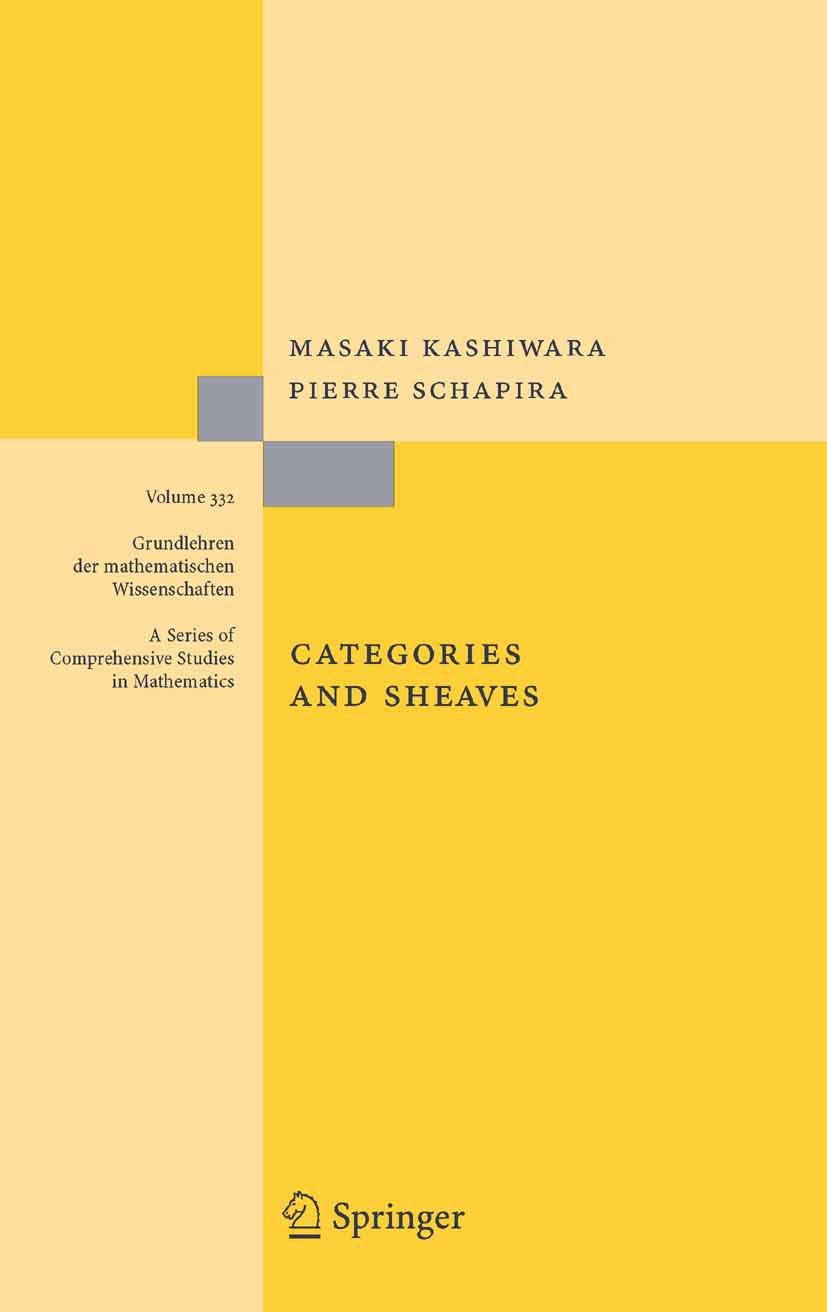 MASAKI KASHIWARA
PIERRE SCHAPIRA
Volume 332
Grundlehren
der mathematischen
Wissenschaften
A Series of
Comprehensive Studies
in Mathematics
CATEGORIES
AND SHEAVES
Springer